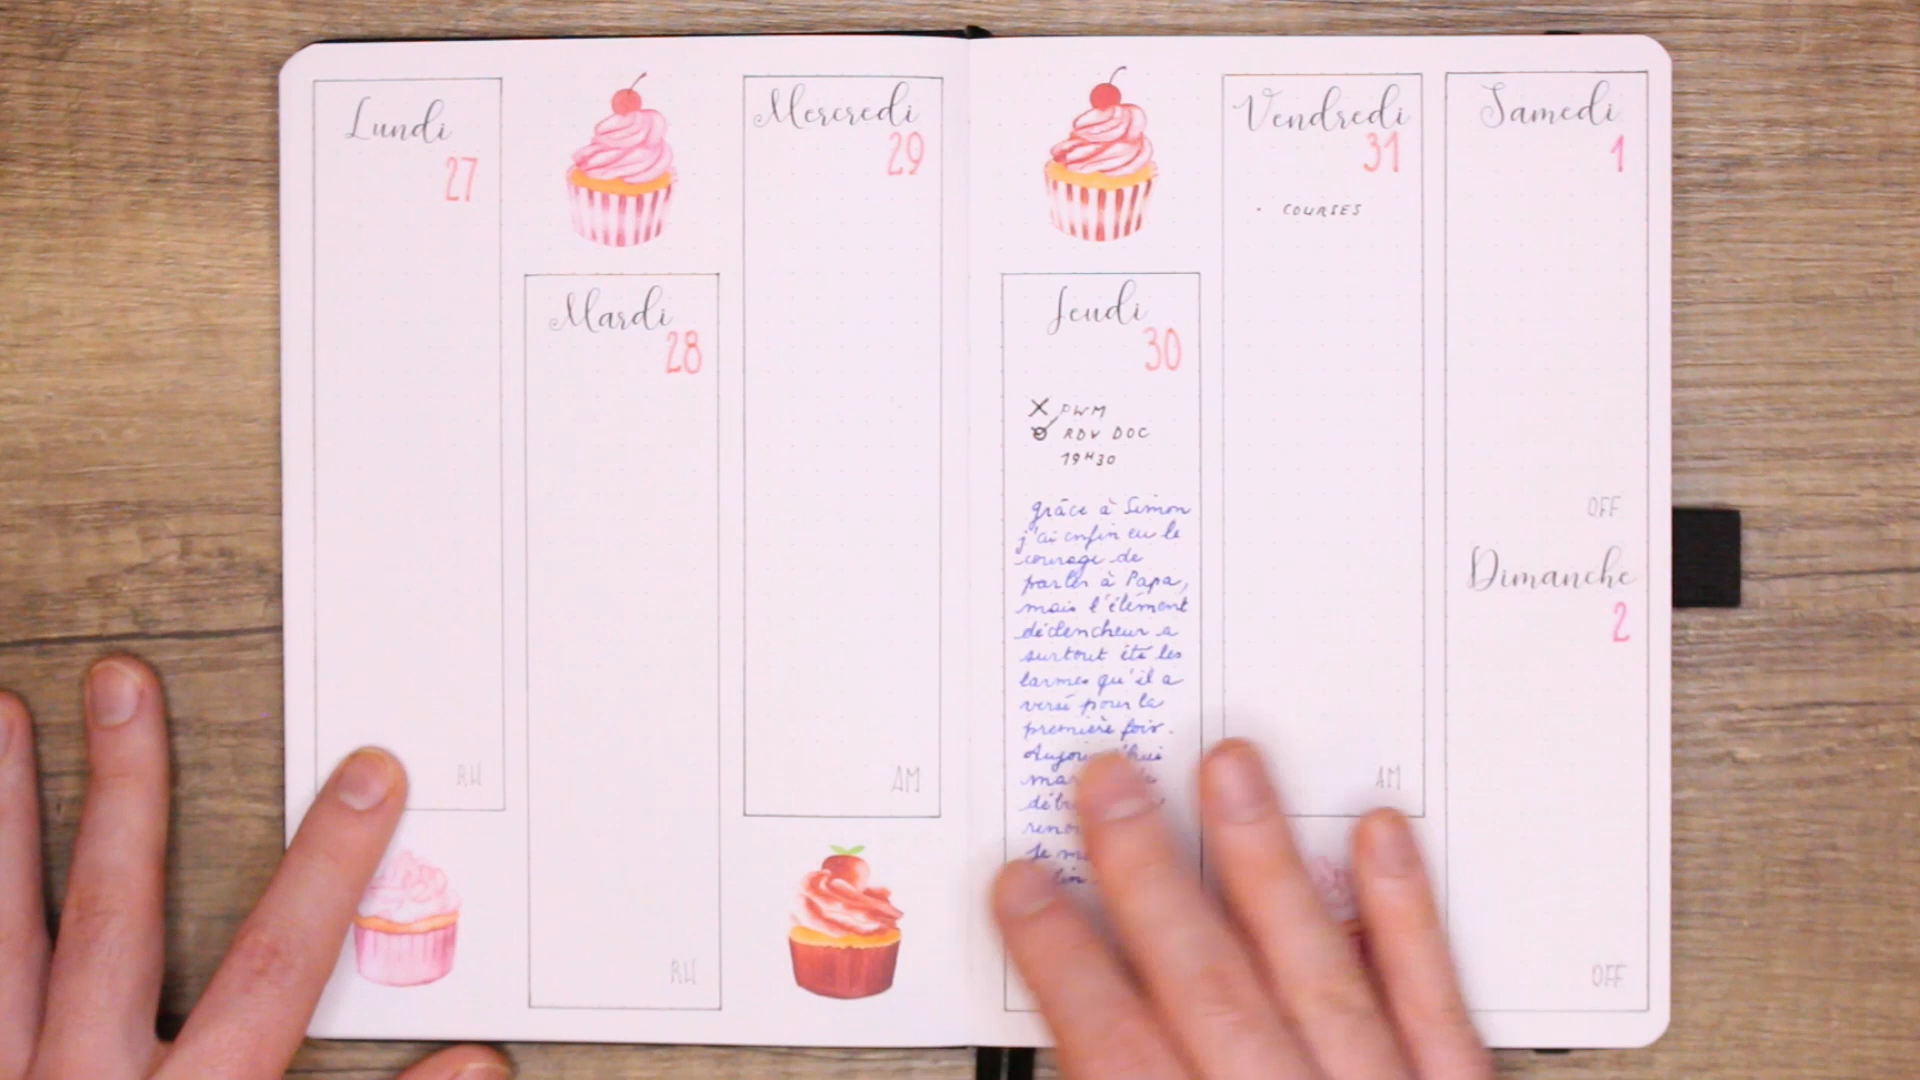 Lundi
27
RW
Mardi
28
RW
Mercredi
29
AM
Jeudi
30
PWM
RDV DOC
19H30
grâce à Simon
j'ai enfin eu le
courage de
parler à Papa,
mais l'élément
déclencheur a
surtout été les
larmes qu'il a
versé pour la
première fois.
Je
Vendredi
31
· COURSES
AM
Samedi
1
OFF
Dimanche
2
OFF